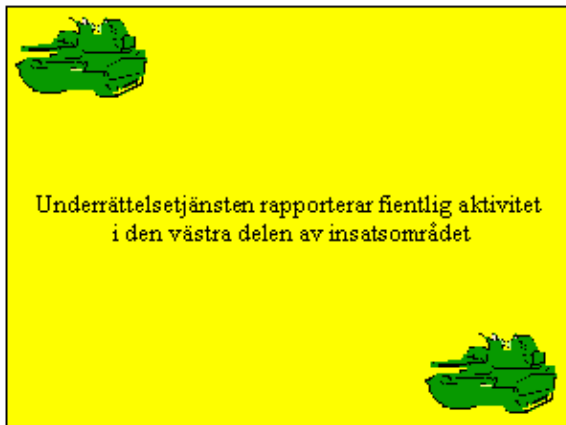 Underrättelsetjänsten rapporterar fientlig aktivitet
i den västra delen av insatsområdet